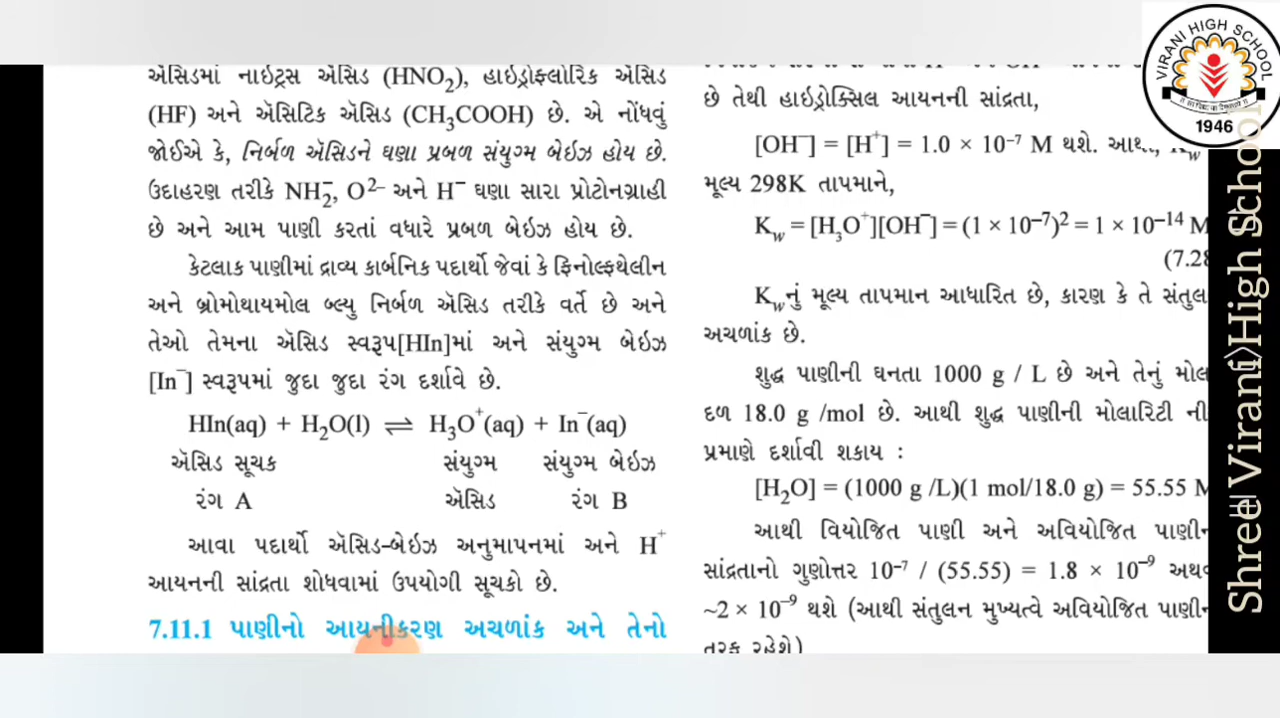 ઍસિડમાં નાઇટ્રસ ઍસિડ (HNO₂), હાઇડ્રોફ્લોરિક ઍસિડ
(HF) અને ઍસિટિક ઍસિડ (CH₃COOH) છે. એ નોંધવું
જોઈએ કે, નિર્બળ ઍસિડને ઘણા પ્રબળ સંયુગ્મ બેઇઝ હોય છે.
ઉદાહરણ તરીકે NH₂⁻, O²⁻ અને H⁻ ઘણા સારા પ્રોટોનગ્રાહી
છે અને આમ પાણી કરતાં વધારે પ્રબળ બેઇઝ હોય છે.
કેટલાક પાણીમાં દ્રાવ્ય કાર્બનિક પદાર્થો જેવાં કે ફિનોલ્ફથેલીન
અને બ્રોમોથાયમોલ બ્લ્યુ નિર્બળ ઍસિડ તરીકે વર્તે છે અને
તેઓ તેમના ઍસિડ સ્વરૂપ[HIn]માં અને સંયુગ્મ બેઇઝ
[In⁻] સ્વરૂપમાં જુદા જુદા રંગ દર્શાવે છે.
HIn(aq) + H₂O(l) ⇌ H₃O⁺(aq) + In⁻(aq)
ઍસિડ સૂચક સંયુગ્મ સંયુગ્મ બેઇઝ
રંગ A ઍસિડ રંગ B
આવા પદાર્થો ઍસિડ-બેઇઝ અનુમાપનમાં અને H⁺
આયનની સાંદ્રતા શોધવામાં ઉપયોગી સૂચકો છે.
7.11.1 પાણીનો આયનીકરણ અચળાંક અને તેનો
છે તેથી હાઇડ્રોક્સિલ આયનની સાંદ્રતા,
[OH⁻] = [H⁺] = 1.0 × 10⁻⁷ M થશે.
મૂલ્ય 298K તાપમાને,
K_w = [H₃O⁺][OH⁻] = (1 × 10⁻⁷)² = 1 × 10⁻¹⁴ M
(7.28
K_wનું મૂલ્ય તાપમાન આધારિત છે, કારણ કે તે
અચળાંક છે.
શુદ્ધ પાણીની ઘનતા 1000 g / L છે અને તેનું
દળ 18.0 g /mol છે. આથી શુદ્ધ પાણીની મોલારિટી
પ્રમાણે દર્શાવી શકાય :
[H₂O] = (1000 g /L)(1 mol/18.0 g) = 55.55 M
આથી વિયોજિત પાણી અને અવિયોજિત
સાંદ્રતાનો ગુણોત્તર 10⁻⁷ / (55.55) = 1.8 × 10⁻⁹
~2 × 10⁻⁹ થશે (આથી સંતુલન મુખ્યત્વે અવિયોજિત
તરફ રહેશે)
VIRANI HIGH SCHOOL
1946
Shree Virani High School